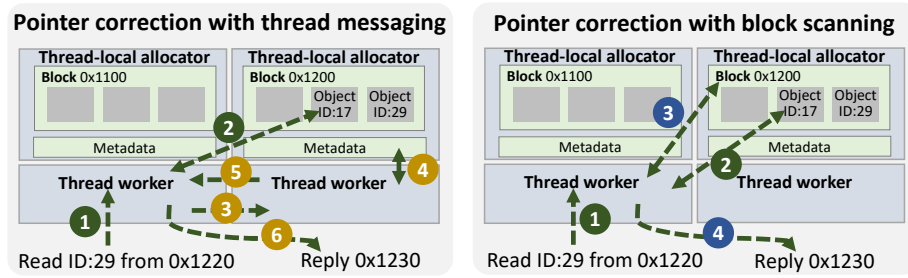 Pointer correction with thread messaging
Thread-local allocator
Thread-local allocator
Block 0x1100
Block 0x1200
Object
ID:17
Object
ID:29
2
Metadata
Metadata
5
4
Thread worker
Thread worker
1
3
6
Read ID:29 from 0x1220
Reply 0x1230
Pointer correction with block scanning
Thread-local allocator
Thread-local allocator
Block 0x1100
Block 0x1200
Object
ID:17
Object
ID:29
3
Metadata
Metadata
2
Thread worker
Thread worker
1
4
Read ID:29 from 0x1220
Reply 0x1230